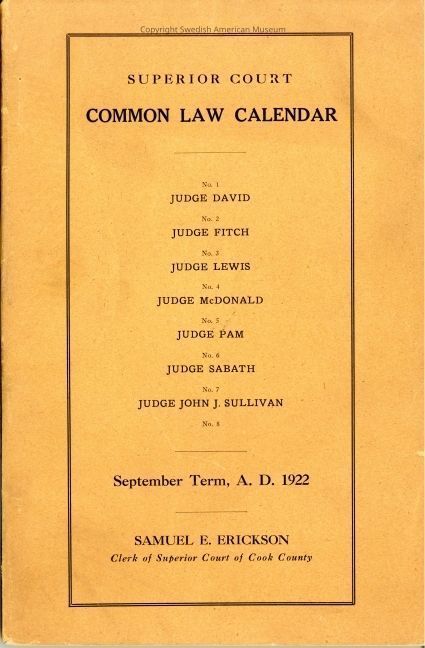 Copyright Swedish American Museum
SUPERIOR COURT
COMMON LAW CALENDAR
No. 1
JUDGE DAVID
No. 2
JUDGE FITCH
No. 3
JUDGE LEWIS
No. 4
JUDGE McDONALD
No. 5
JUDGE PAM
No. 6
JUDGE SABATH
No. 7
JUDGE JOHN J. SULLIVAN
No. 8
September Term, A. D. 1922
SAMUEL E. ERICKSON
Clerk of Superior Court of Cook County